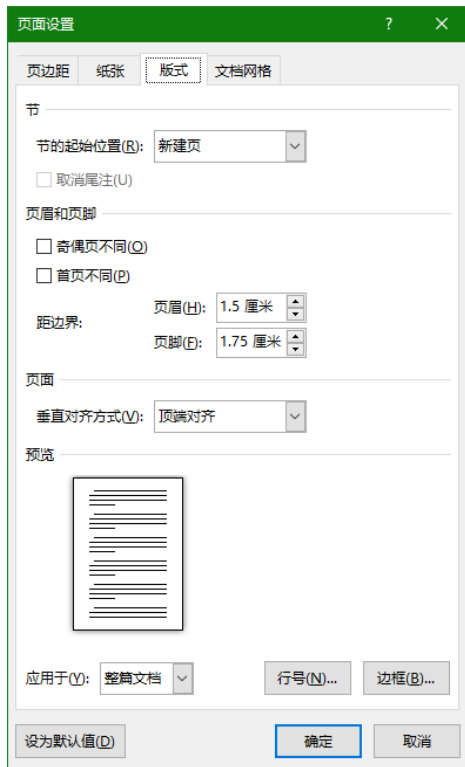 页面设置 ?
页边距 纸张 版式 文档网格
节
节的起始位置(R): 新建页
取消尾注(U)
页眉和页脚
奇偶页不同(O)
首页不同(P)
页眉(H): 1.5 厘米
距边界:
页脚(F): 1.75 厘米
页面
垂直对齐方式(V): 顶端对齐
预览
应用于(Y): 整篇文档 行号(N)... 边框(B)...
设为默认值(D) 确定 取消